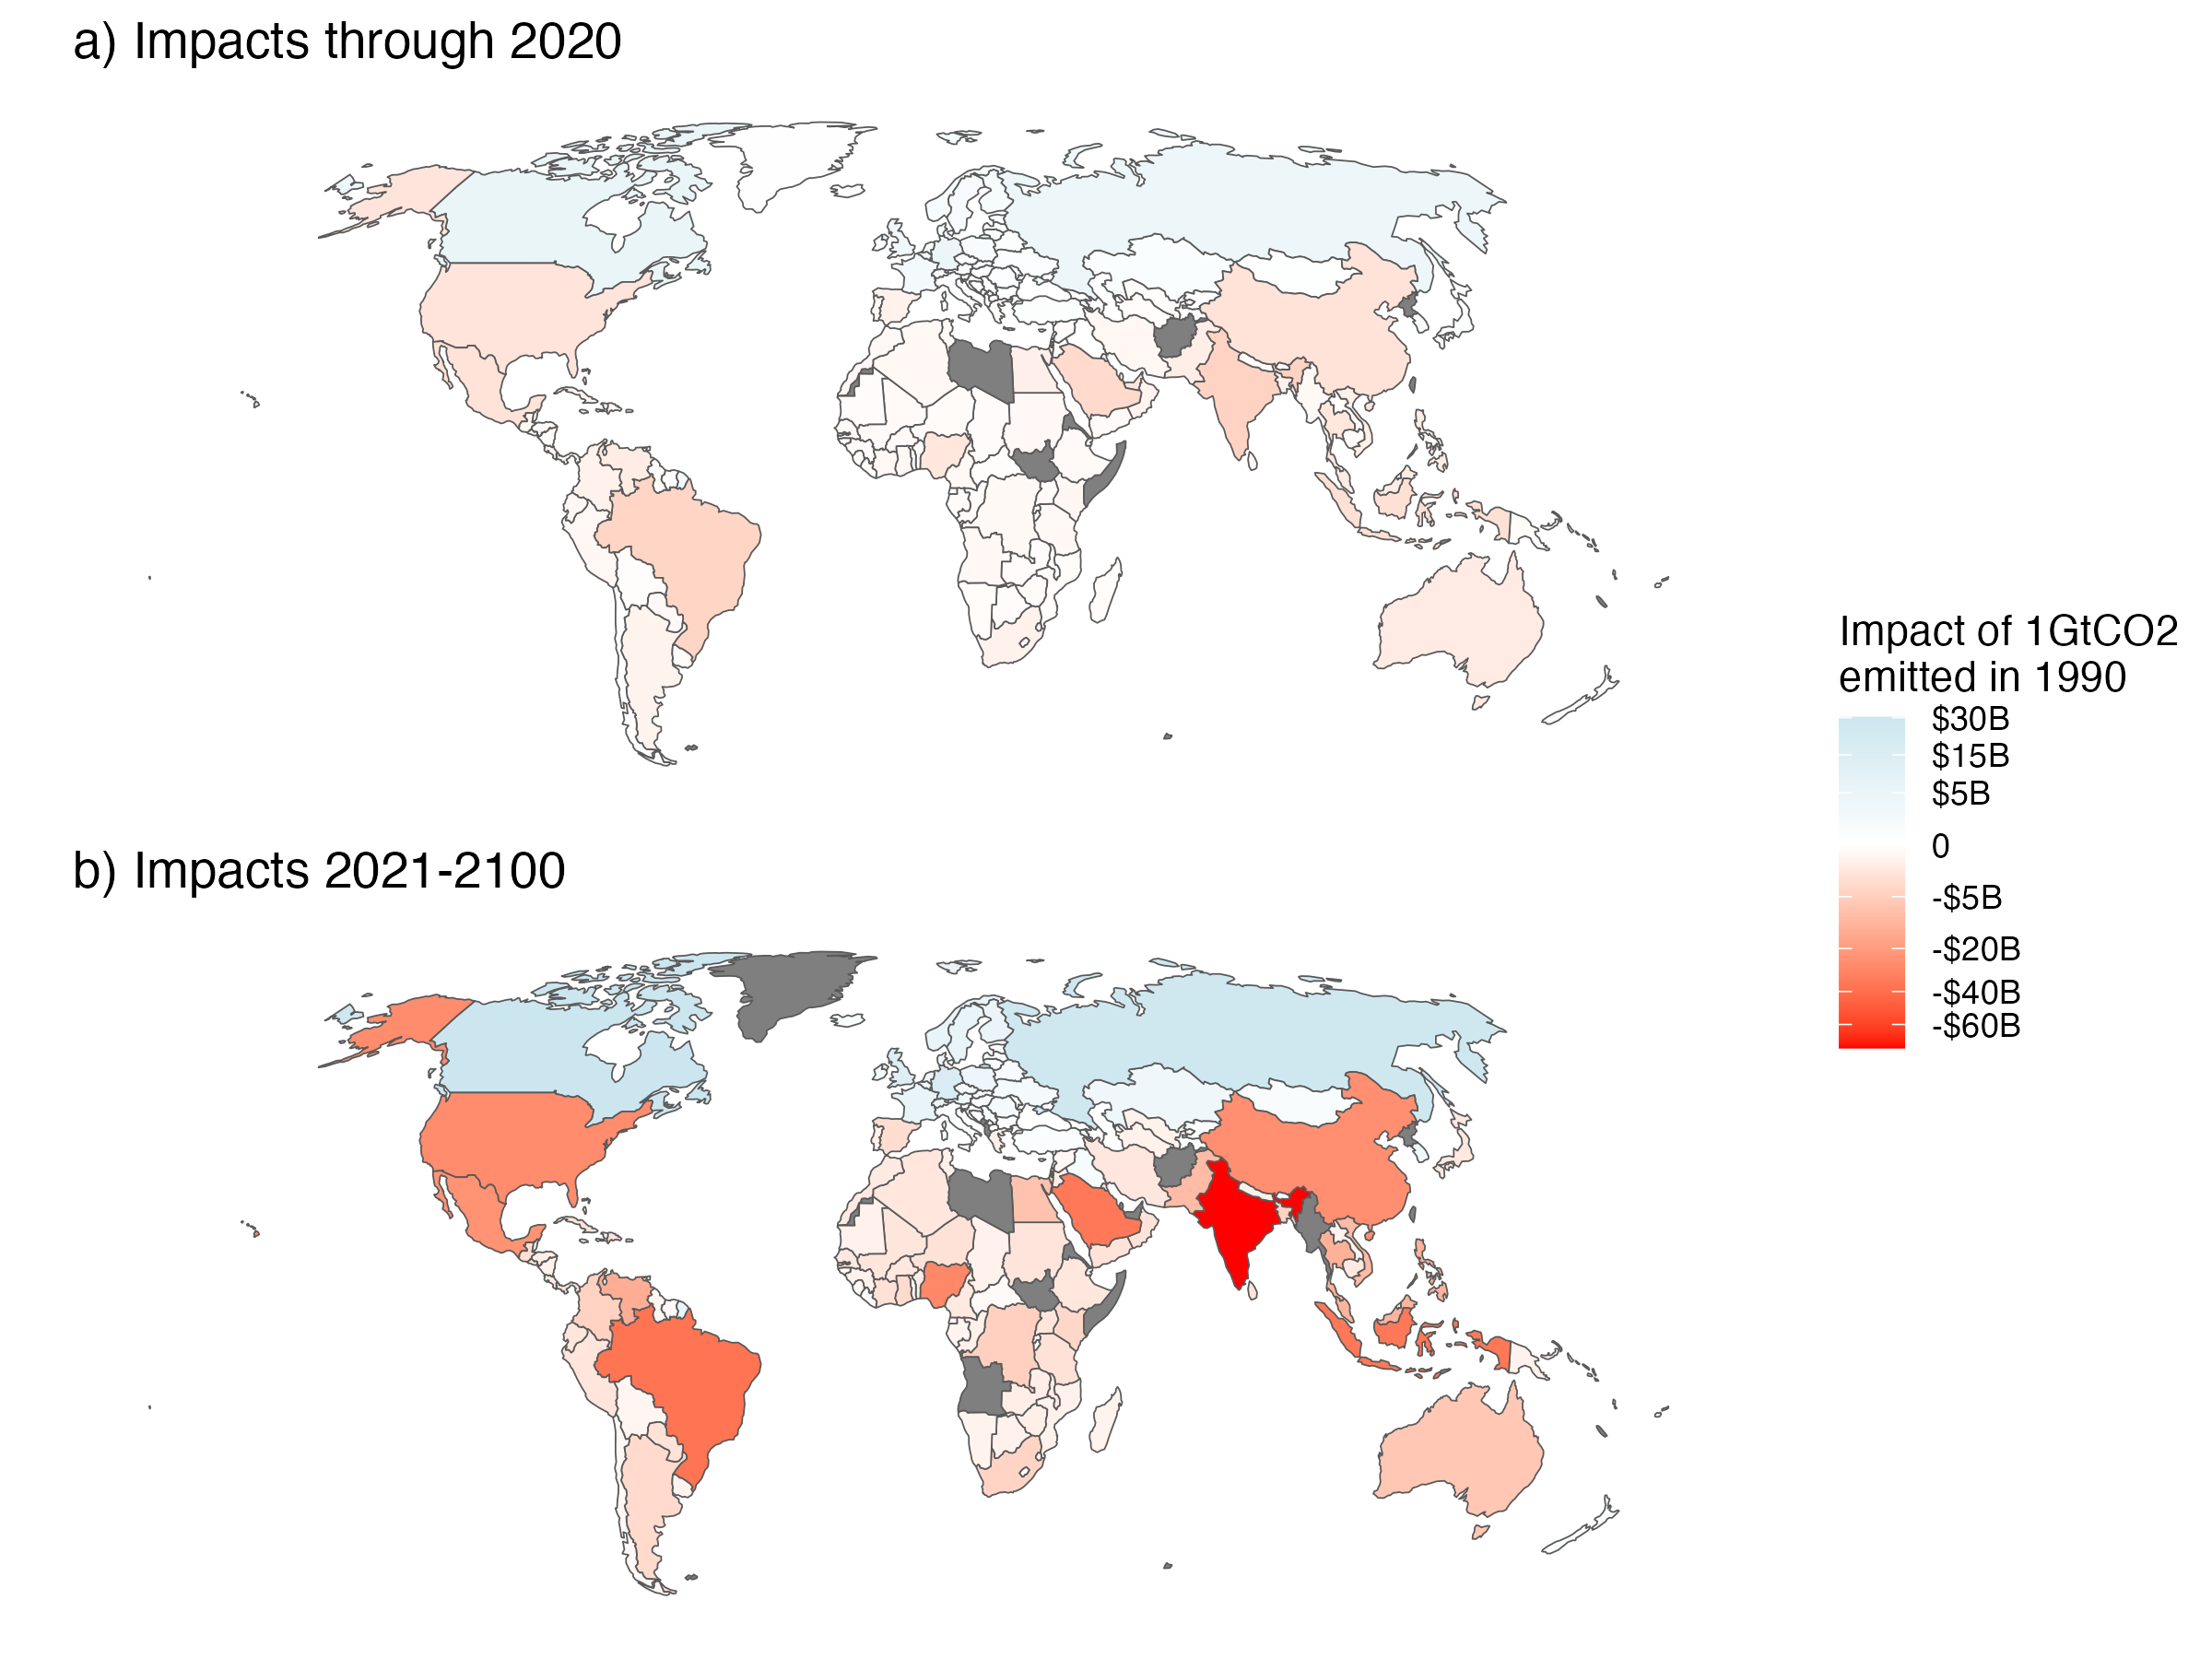 a) Impacts through 2020
Impact of 1GtCO2
emitted in 1990
$30B
$15B
$5B
0
-$5B
-$20B
-$40B
-$60B
b) Impacts 2021-2100